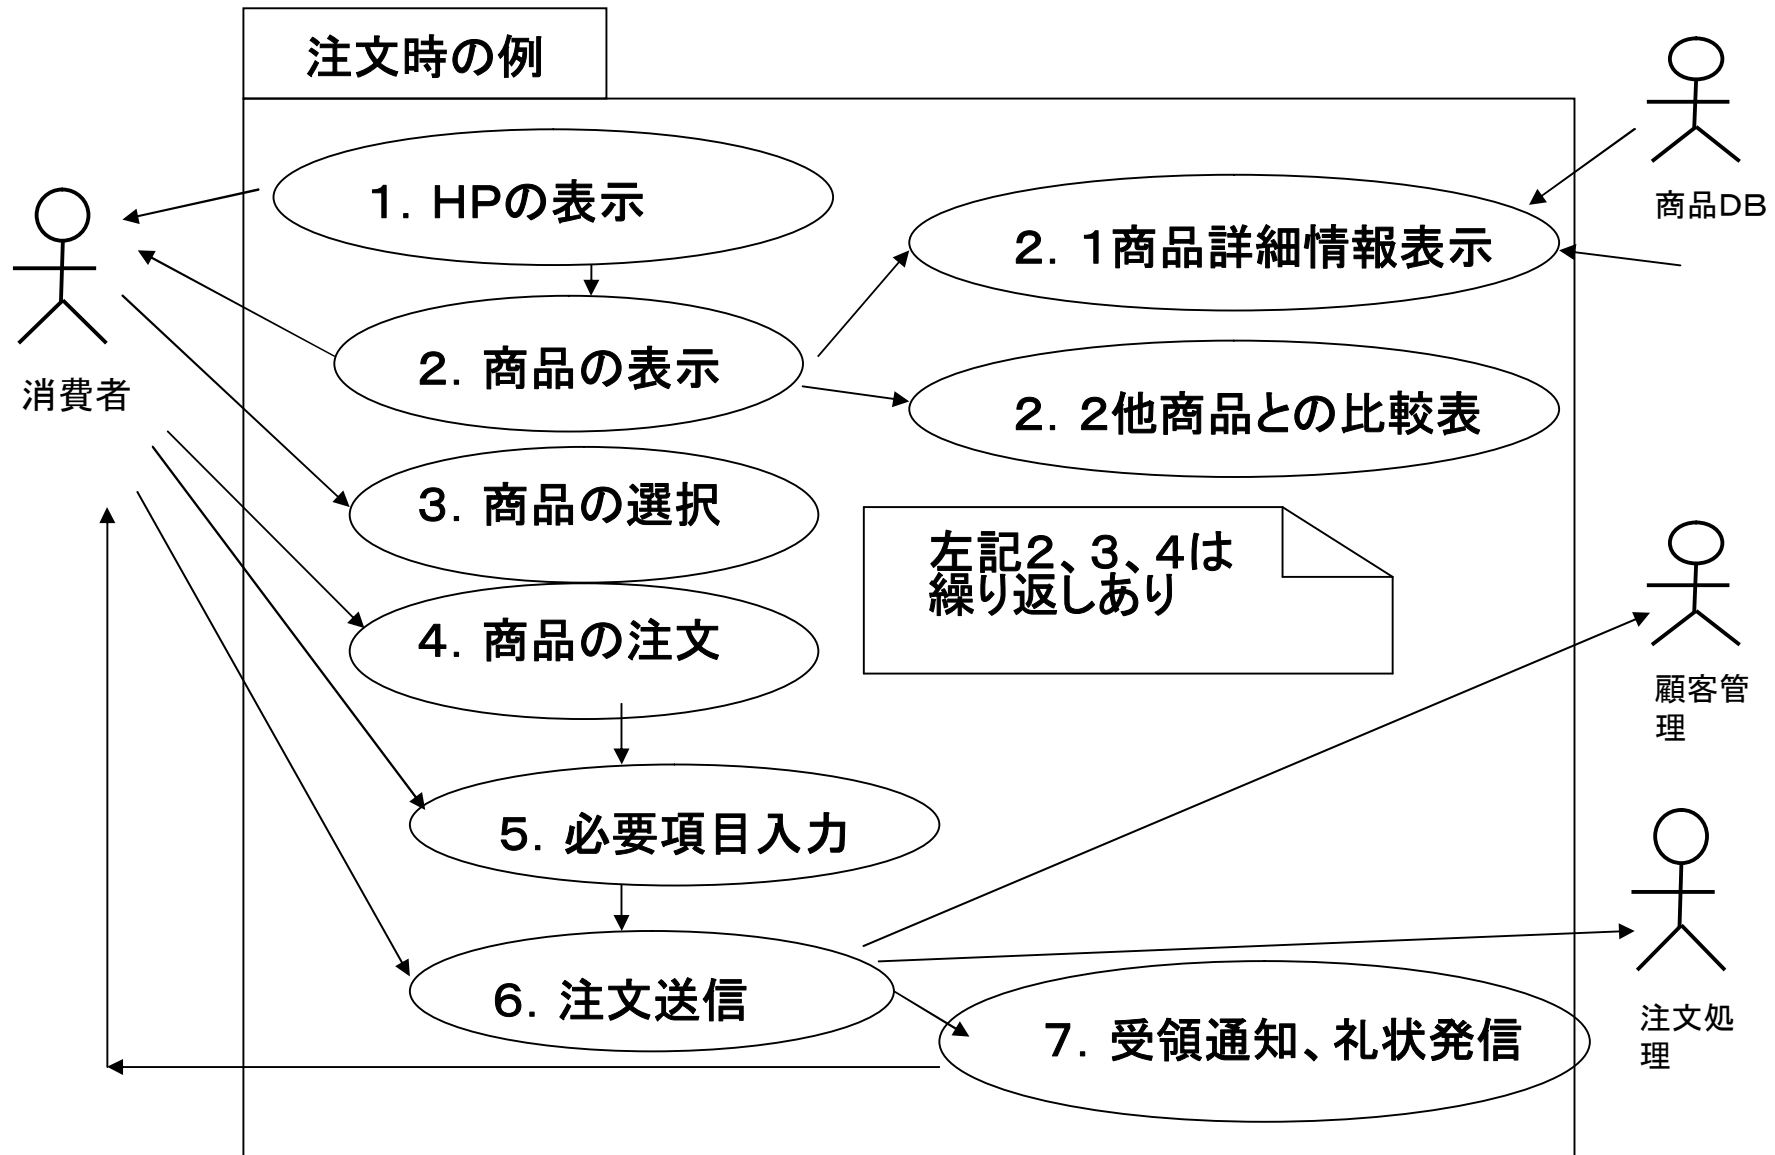 注文時の例
1．HPの表示
商品DB
2．1商品詳細情報表示
2．商品の表示
消費者
2．2他商品との比較表
3．商品の選択
左記2、3、4は
繰り返しあり
4．商品の注文
顧客管
理
5．必要項目入力
6．注文送信
7．受領通知、礼状発信
注文処
理